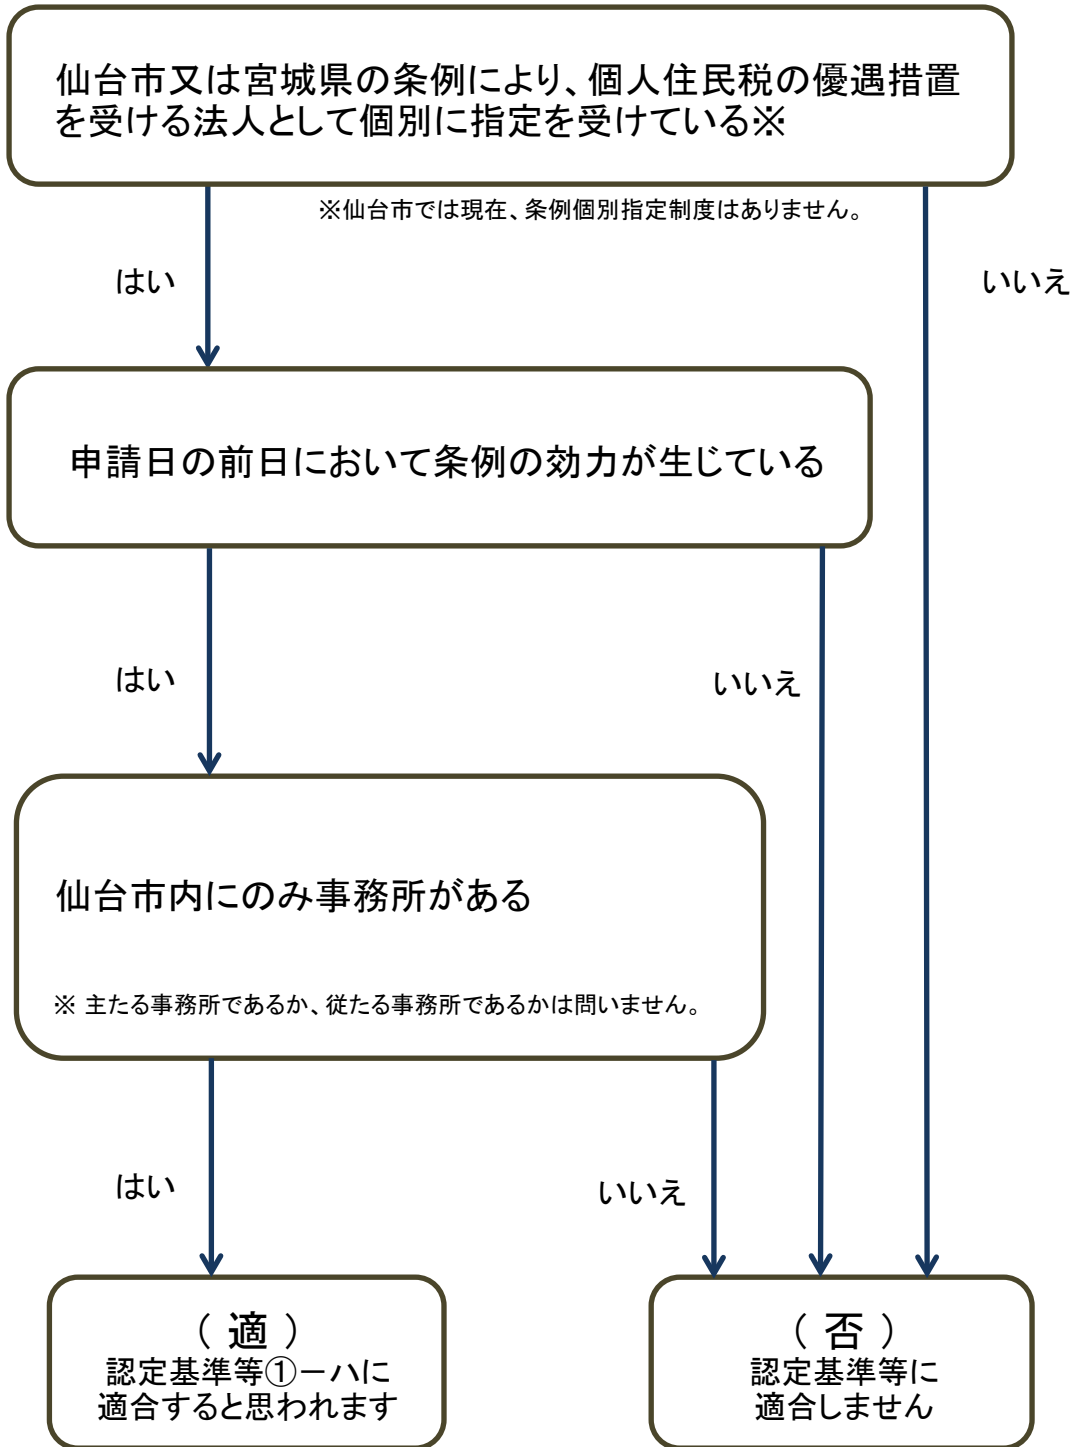 仙台市又は宮城県の条例により、個人住民税の優遇措置
を受ける法人として個別に指定を受けている※
※仙台市では現在、条例個別指定制度はありません。
はい
いいえ
申請日の前日において条例の効力が生じている
はい
いいえ
仙台市内にのみ事務所がある
※ 主たる事務所であるか、従たる事務所であるかは問いません。
はい
いいえ
（ 適 ）
認定基準等①－ハに
適合すると思われます
（ 否 ）
認定基準等に
適合しません